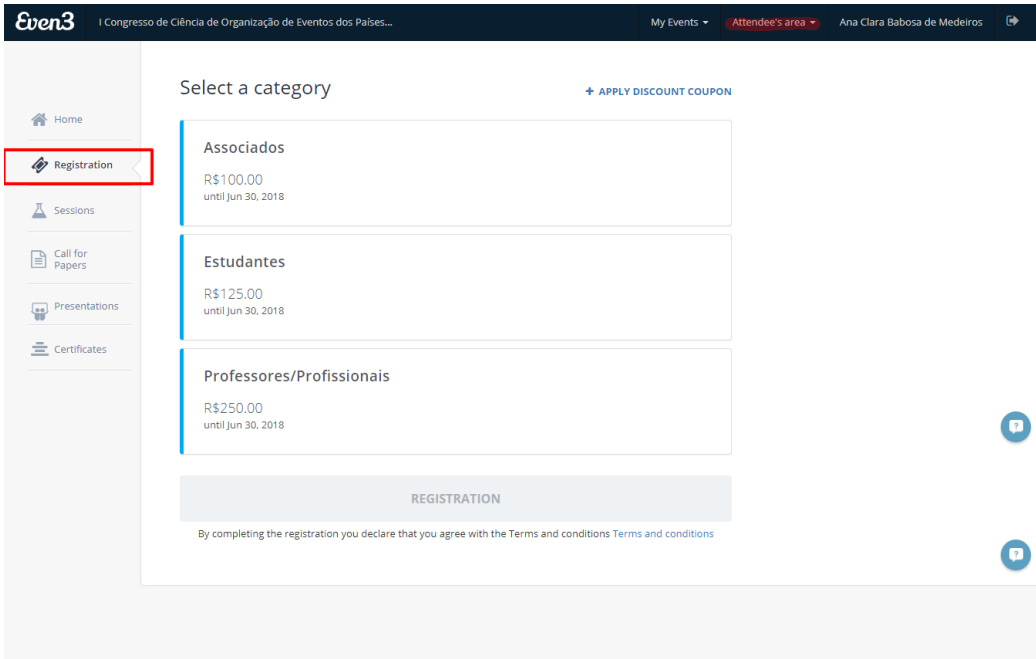 Even3
I Congresso de Ciência de Organização de Eventos dos Países...
My Events
Attendee's area
Ana Clara Babosa de Medeiros
Home
Registration
Sessions
Call for
Papers
Presentations
Certificates
Select a category
+ APPLY DISCOUNT COUPON
Associados
R$100.00
until Jun 30, 2018
Estudantes
R$125.00
until Jun 30, 2018
Professores/Profissionais
R$250.00
until Jun 30, 2018
REGISTRATION
By completing the registration you declare that you agree with the Terms and conditions Terms and conditions
?
?